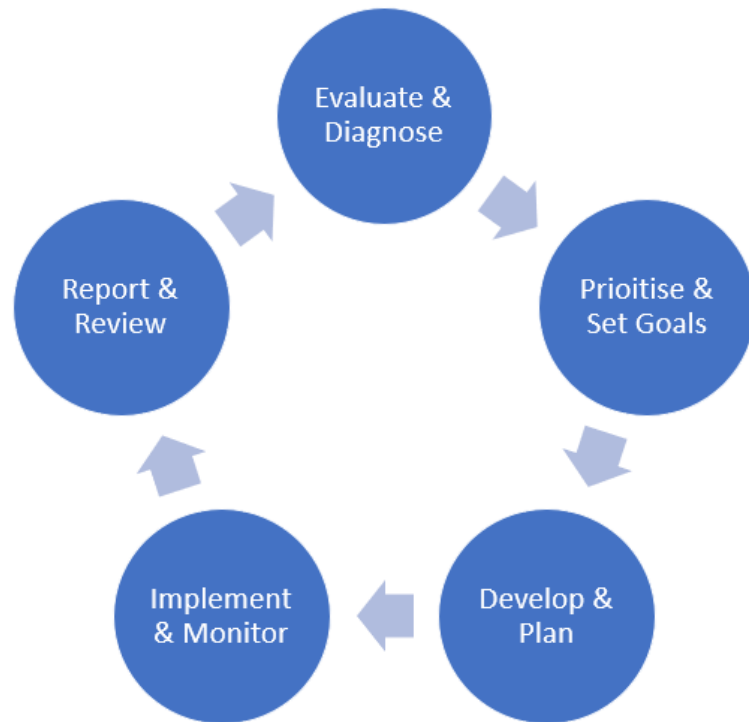 Evaluate &
Diagnose
Prioitise &
Set Goals
Develop &
Plan
Implement
& Monitor
Report &
Review